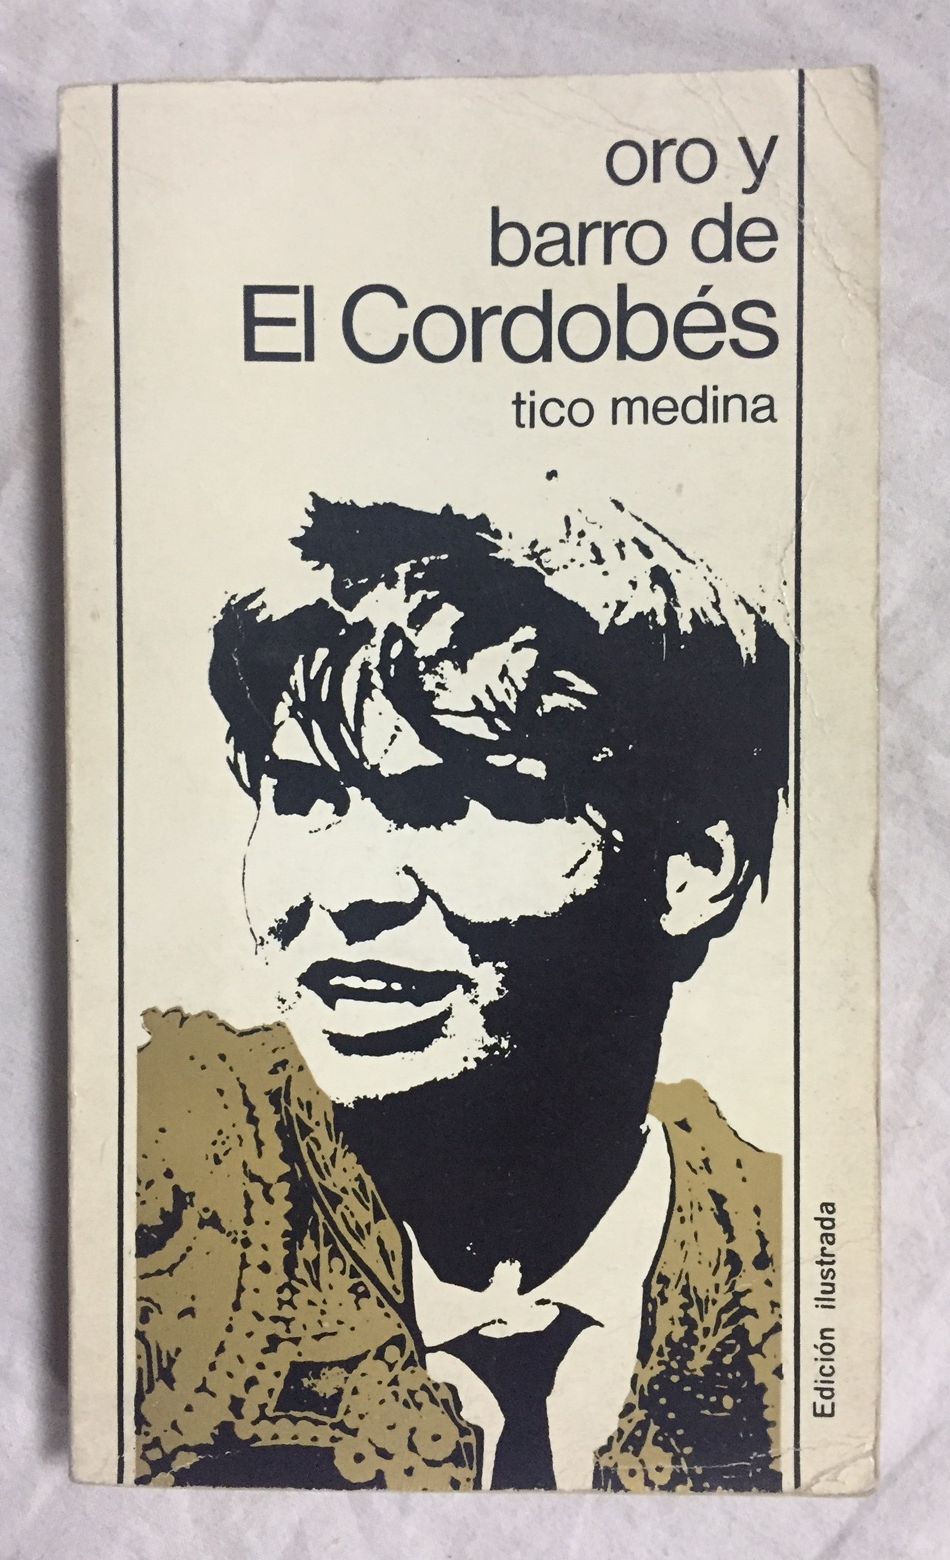 oro y
barro de
El Cordobés
tico medina
Edición ilustrada